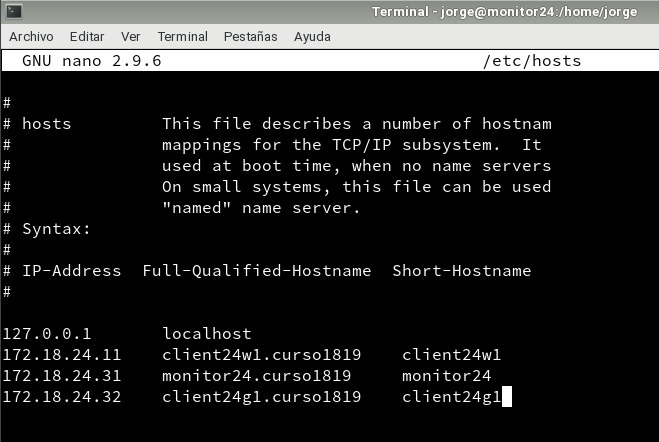 Terminal - jorge@monitor24:/home/jorge
Archivo Editar Ver Terminal Pestañas Ayuda
GNU nano 2.9.6 /etc/hosts
#
# hosts This file describes a number of hostnam
# mappings for the TCP/IP subsystem. It
# used at boot time, when no name servers
# On small systems, this file can be used
# "named" name server.
# Syntax:
#
# IP-Address Full-Qualified-Hostname Short-Hostname
#
127.0.0.1 localhost
172.18.24.11 client24w1.curso1819 client24w1
172.18.24.31 monitor24.curso1819 monitor24
172.18.24.32 client24g1.curso1819 client24g1